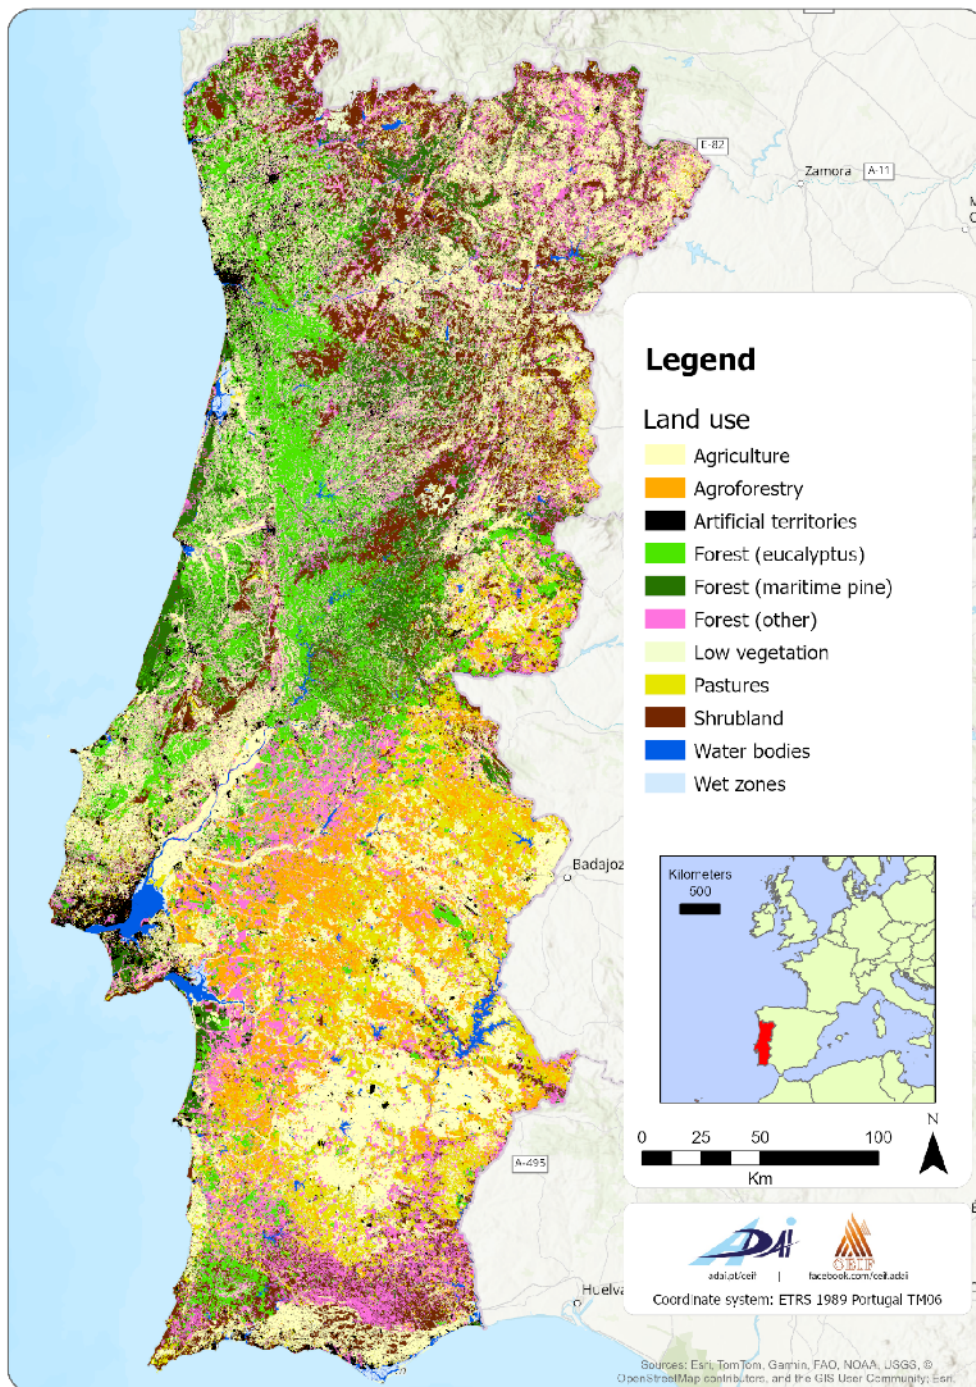 E-82
Zamora
A-11
Legend
Land use
Agriculture
Agroforestry
Artificial territories
Forest (eucalyptus)
Forest (maritime pine)
Forest (other)
Low vegetation
Pastures
Shrubland
Water bodies
Wet zones
Badajoz
Kilometers
500
N
0 25 50 100
Km
A-495
ADAI
CEIF
adai.pt/ceif | facebook.com/ceif.adai
Huelva
Coordinate system: ETRS 1989 Portugal TM06
Sources: Esri, TomTom, Garmin, FAO, NOAA, USGS, ©
OpenStreetMap contributors, and the GIS User Community; Esri,